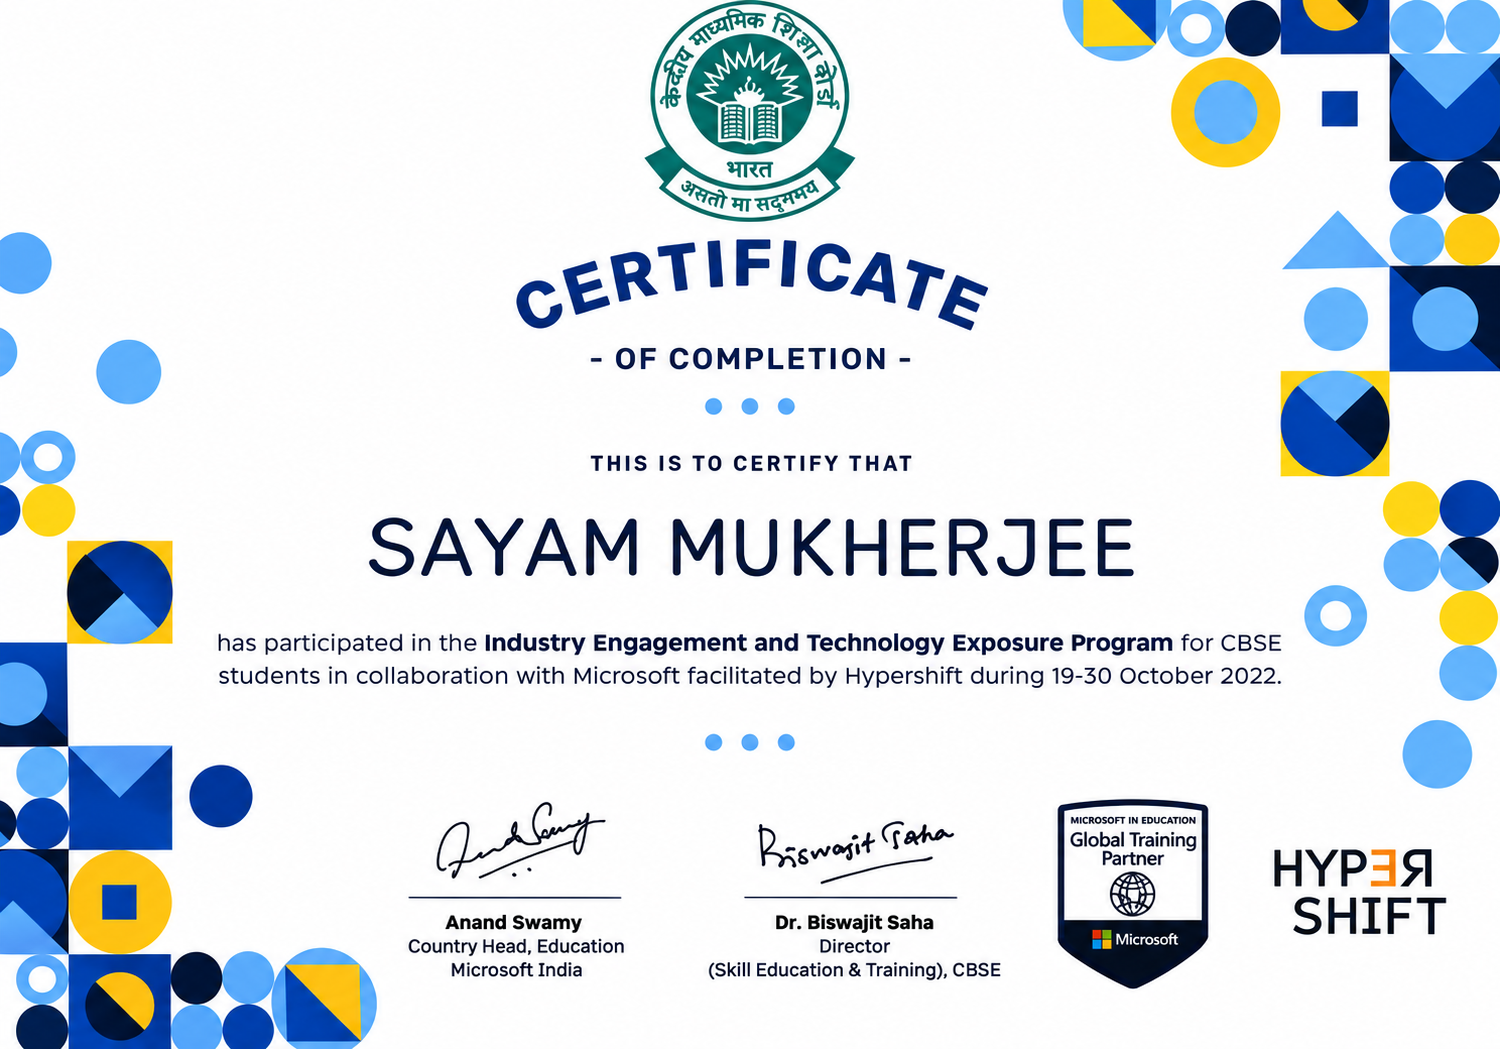 केन्द्रीय माध्यमिक शिक्षा बोर्ड
भारत
असतो मा सद्गमय
CERTIFICATE
- OF COMPLETION -
THIS IS TO CERTIFY THAT
SAYAM MUKHERJEE
has participated in the Industry Engagement and Technology Exposure Program for CBSE
students in collaboration with Microsoft facilitated by Hypershift during 19-30 October 2022.
Biswajit Saha
Anand Swamy
Country Head, Education
Microsoft India
Dr. Biswajit Saha
Director
(Skill Education & Training), CBSE
MICROSOFT IN EDUCATION
Global Training
Partner
Microsoft
HYPER
SHIFT